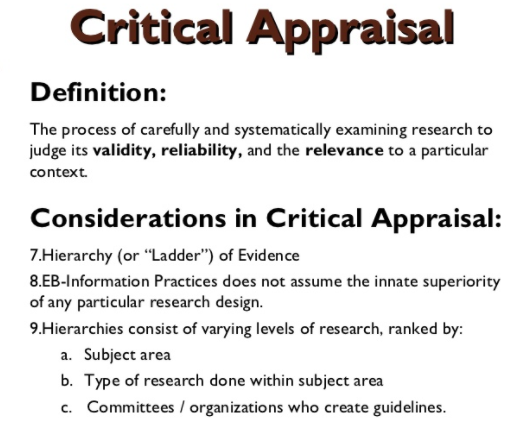 Critical Appraisal
Definition:
The process of carefully and systematically examining research to
judge its validity, reliability, and the relevance to a particular
context.
Considerations in Critical Appraisal:
7.Hierarchy (or “Ladder”) of Evidence
8.EB-Information Practices does not assume the innate superiority
of any particular research design.
9.Hierarchies consist of varying levels of research, ranked by:
a. Subject area
b. Type of research done within subject area
c. Committees / organizations who create guidelines.